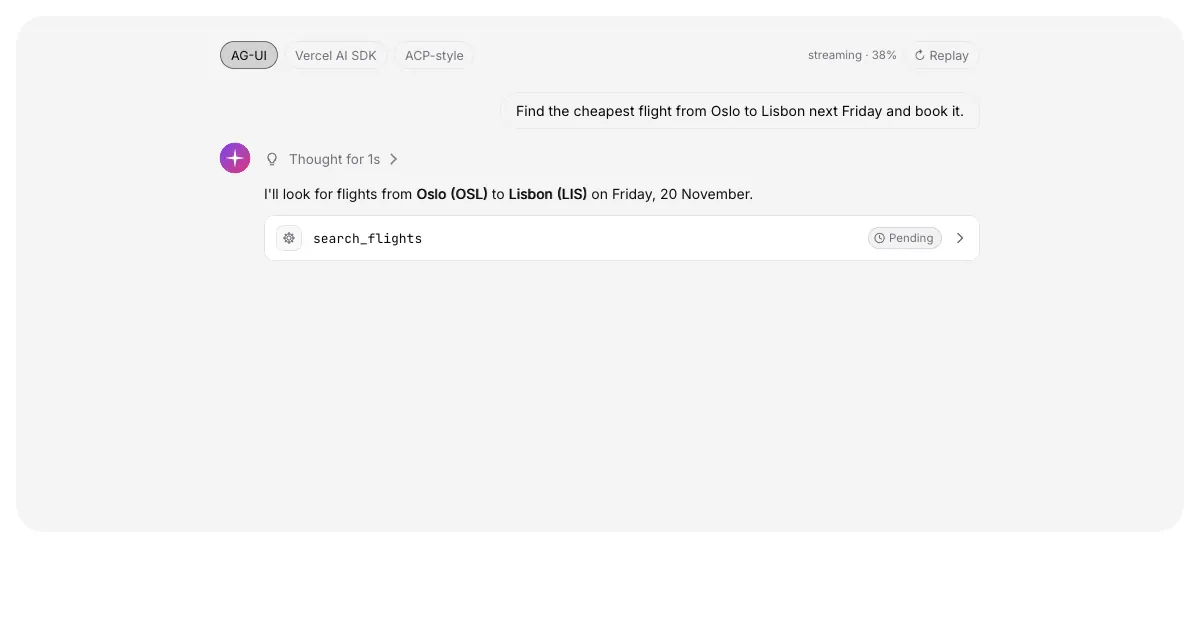 AG-UI Vercel AI SDK ACP-style streaming · 38% Replay
Find the cheapest flight from Oslo to Lisbon next Friday and book it.
Thought for 1s
I'll look for flights from Oslo (OSL) to Lisbon (LIS) on Friday, 20 November.
search_flights Pending